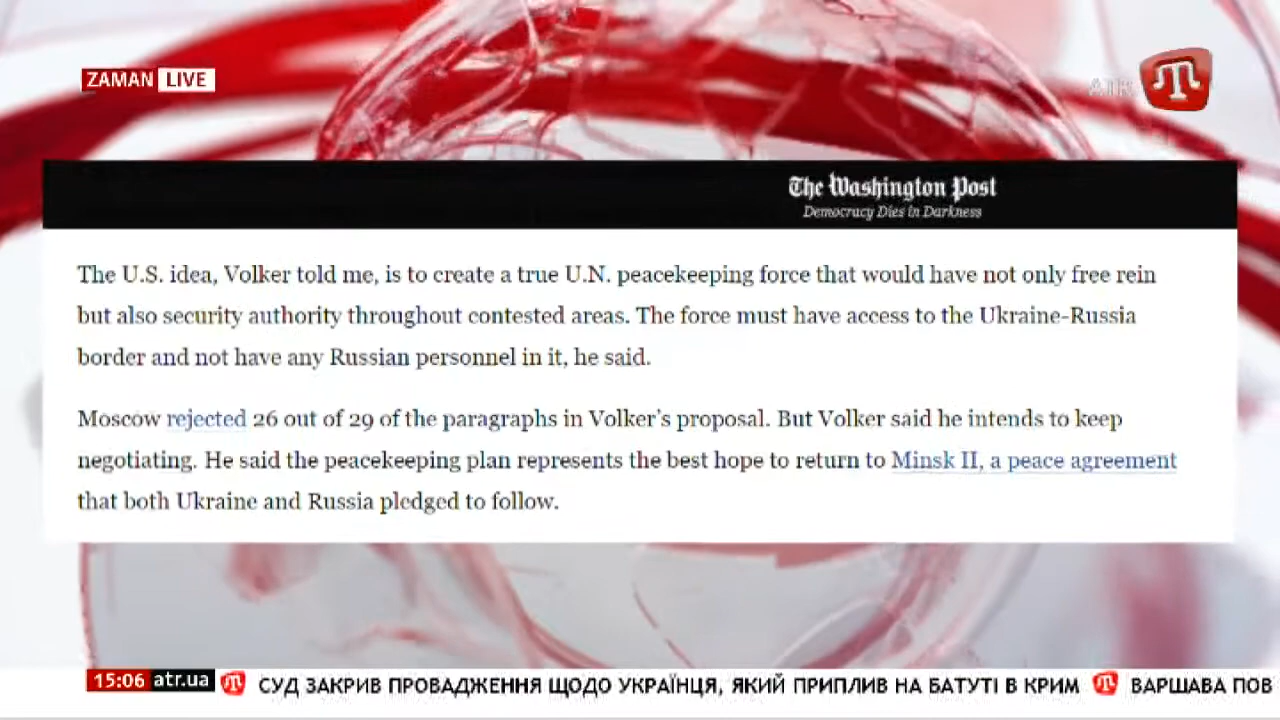 ZAMAN LIVE
ATR
The Washington Post
Democracy Dies in Darkness
The U.S. idea, Volker told me, is to create a true U.N. peacekeeping force that would have not only free rein
but also security authority throughout contested areas. The force must have access to the Ukraine-Russia
border and not have any Russian personnel in it, he said.
Moscow rejected 26 out of 29 of the paragraphs in Volker's proposal. But Volker said he intends to keep
negotiating. He said the peacekeeping plan represents the best hope to return to Minsk II, a peace agreement
that both Ukraine and Russia pledged to follow.
15:06 atr.ua СУД ЗАКРИВ ПРОВАДЖЕННЯ ЩОДО УКРАЇНЦЯ, ЯКИЙ ПРИПЛИВ НА БАТУТІ В КРИМ ВАРШАВА ПОВ